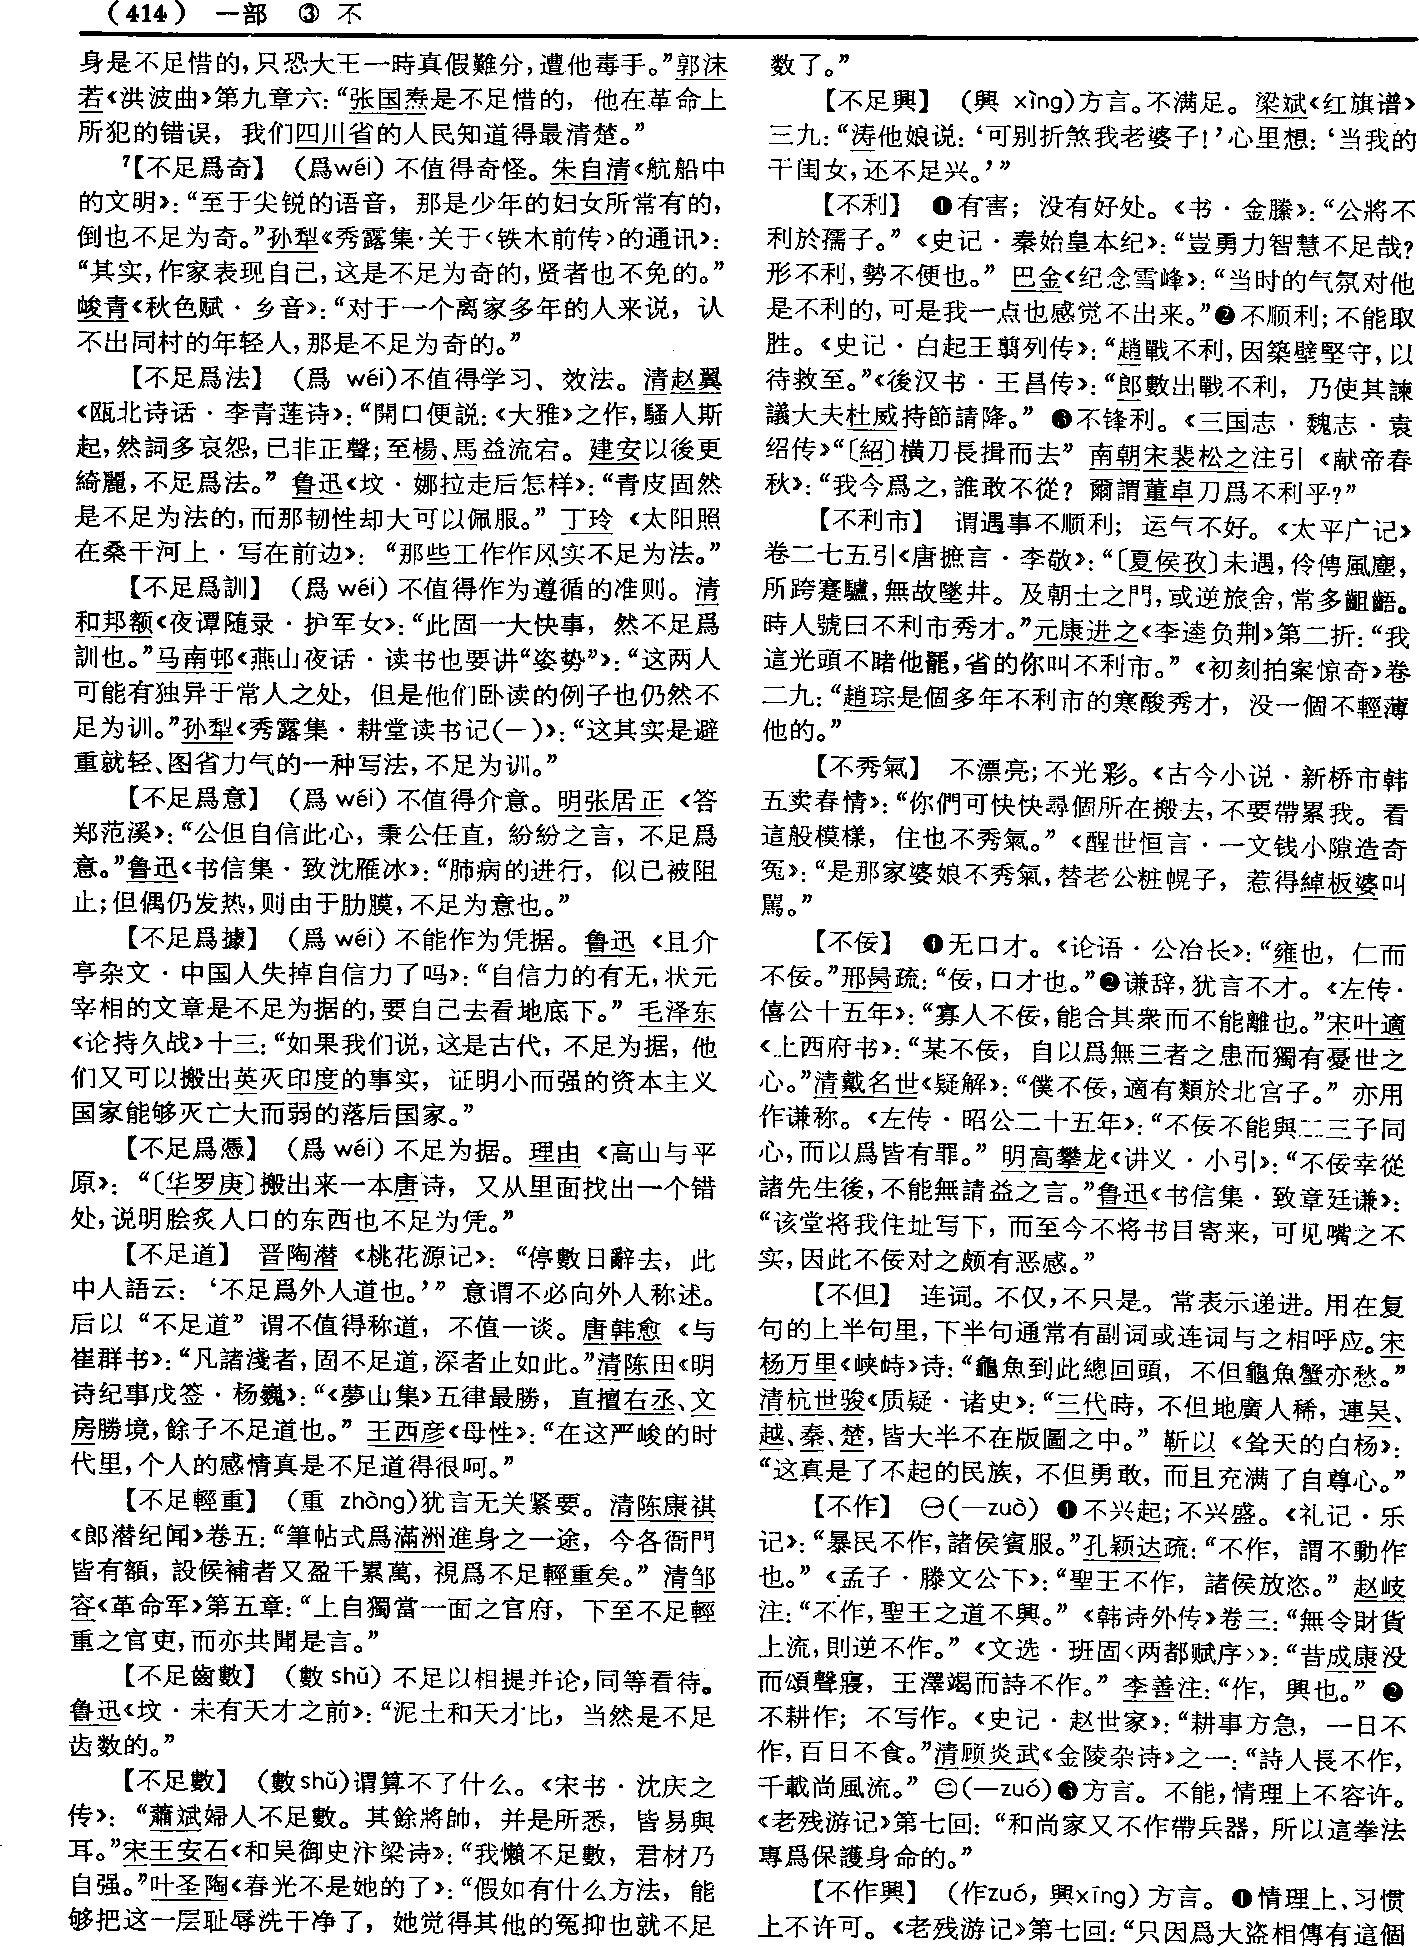 （414） 一部 ③ 不
身是不足惜的，只恐大王一時真假難分，遭他毒手。”郭沫
若《洪波曲》第九章六：“张国焘是不足惜的，他在革命上
所犯的错误，我们四川省的人民知道得最清楚。”
⁷【不足爲奇】（爲wéi）不值得奇怪。朱自清《航船中
的文明》：“至于尖锐的语音，那是少年的妇女所常有的，
倒也不足为奇。”孙犁《秀露集·关于〈铁木前传〉的通讯》：
“其实，作家表现自己，这是不足为奇的，贤者也不免的。”
峻青《秋色赋·乡音》：“对于一个离家多年的人来说，认
不出同村的年轻人，那是不足为奇的。”
【不足爲法】（爲 wéi）不值得学习、效法。清赵翼
《瓯北诗话·李青莲诗》：“開口便説：《大雅》之作，騷人斯
起，然詞多哀怨，已非正聲；至楊、馬益流宕。建安以後更
綺麗，不足爲法。”鲁迅《坟·娜拉走后怎样》：“青皮固然
是不足为法的，而那韧性却大可以佩服。”丁玲《太阳照
在桑干河上·写在前边》：“那些工作作风实不足为法。”
【不足爲訓】（爲 wéi）不值得作为遵循的准则。清
和邦额《夜谭随录·护军女》：“此固一大快事，然不足爲
訓也。”马南邨《燕山夜话·读书也要讲“姿势”》：“这两人
可能有独异于常人之处，但是他们卧读的例子也仍然不
足为训。”孙犁《秀露集·耕堂读书记(一)》：“这其实是避
重就轻、图省力气的一种写法，不足为训。”
【不足爲意】（爲 wéi）不值得介意。明张居正《答
郑范溪》：“公但自信此心，秉公任直，紛紛之言，不足爲
意。”鲁迅《书信集·致沈雁冰》：“肺病的进行，似已被阻
止；但偶仍发热，则由于肋膜，不足为意也。”
【不足爲據】（爲 wéi）不能作为凭据。鲁迅《且介
亭杂文·中国人失掉自信力了吗》：“自信力的有无，状元
宰相的文章是不足为据的，要自己去看地底下。”毛泽东
《论持久战》十三：“如果我们说，这是古代，不足为据，他
们又可以搬出英灭印度的事实，证明小而强的资本主义
国家能够灭亡大而弱的落后国家。”
【不足爲慿】（爲 wéi）不足为据。理由《高山与平
原》：“〔华罗庚〕搬出来一本唐诗，又从里面找出一个错
处，说明脍炙人口的东西也不足为凭。”
【不足道】 晋陶潜《桃花源记》：“停數日辭去，此
中人語云：‘不足爲外人道也。’”意谓不必向外人称述。
后以“不足道”谓不值得称道，不值一谈。唐韩愈《与
崔群书》：“凡諸淺者，固不足道，深者止如此。”清陈田《明
诗纪事戊签·杨巍》：“《夢山集》五律最勝，直擅右丞、文
房勝境，餘子不足道也。”王西彦《母性》：“在这严峻的时
代里，个人的感情真是不足道得很呵。”
【不足輕重】（重 zhòng）犹言无关紧要。清陈康祺
《郎潜纪闻》卷五：“筆帖式爲滿洲進身之一途，今各衙門
皆有額，設候補者又盈千累萬，視爲不足輕重矣。”清邹
容《革命军》第五章：“上自獨當一面之官府，下至不足輕
重之官吏，而亦共聞是言。”
【不足齒數】（數 shǔ）不足以相提并论，同等看待。
鲁迅《坟·未有天才之前》：“泥土和天才比，当然是不足
齿数的。”
【不足數】（數shǔ）谓算不了什么。《宋书·沈庆之
传》：“蕭斌婦人不足數。其餘將帥，并是所悉，皆易與
耳。”宋王安石《和吴御史汴梁诗》：“我懶不足數，君材乃
自强。”叶圣陶《春光不是她的了》：“假如有什么方法，能
够把这一层耻辱洗干净了，她觉得其他的冤抑也就不足
数了。”
【不足興】（興 xìng）方言。不满足。梁斌《红旗谱》
三九：“涛他娘说：‘可别折煞我老婆子！’心里想：‘当我的
干闺女，还不足兴。’”
【不利】 ❶有害；没有好处。《书·金縢》：“公將不
利於孺子。”《史记·秦始皇本纪》：“豈勇力智慧不足哉？
形不利，勢不便也。”巴金《纪念雪峰》：“当时的气氛对他
是不利的，可是我一点也感觉不出来。”❷不顺利；不能取
胜。《史记·白起王翦列传》：“趙戰不利，因築壁堅守，以
待救至。”《後汉书·王昌传》：“郎數出戰不利，乃使其諫
議大夫杜威持節請降。”❸不锋利。《三国志·魏志·袁
绍传》“〔紹〕橫刀長揖而去”南朝宋裴松之注引《献帝春
秋》：“我今爲之，誰敢不從？爾謂董卓刀爲不利乎？”
【不利市】 谓遇事不顺利；运气不好。《太平广记》
卷二七五引《唐摭言·李敬》：“〔夏侯孜〕未遇，伶俜風塵，
所跨蹇驢，無故墜井。及朝士之門，或逆旅舍，常多齟齬。
時人號曰不利市秀才。”元康进之《李逵负荆》第二折：“我
這光頭不賭他罷，省的你叫不利市。”《初刻拍案惊奇》卷
二九：“趙琮是個多年不利市的寒酸秀才，没一個不輕薄
他的。”
【不秀氣】 不漂亮；不光彩。《古今小说·新桥市韩
五卖春情》：“你們可快快尋個所在搬去，不要帶累我。看
這般模樣，住也不秀氣。”《醒世恒言·一文钱小隙造奇
冤》：“是那家婆娘不秀氣，替老公粧幌子，惹得綽板婆叫
駡。”
【不佞】 ❶无口才。《论语·公冶长》：“雍也，仁而
不佞。”邢昺疏：“佞，口才也。”❷谦辞，犹言不才。《左传·
僖公十五年》：“寡人不佞，能合其衆而不能離也。”宋叶適
《上西府书》：“某不佞，自以爲無三者之患而獨有憂世之
心。”清戴名世《疑解》：“僕不佞，適有類於北宫子。”亦用
作谦称。《左传·昭公二十五年》：“不佞不能與二三子同
心，而以爲皆有罪。”明高攀龙《讲义·小引》：“不佞幸從
諸先生後，不能無請益之言。”鲁迅《书信集·致章廷谦》：
“该堂将我住址写下，而至今不将书目寄来，可见嘴之不
实，因此不佞对之颇有恶感。”
【不但】 连词。不仅，不只是。常表示递进。用在复
句的上半句里，下半句通常有副词或连词与之相呼应。宋
杨万里《峡峙》诗：“龜魚到此總回頭，不但龜魚蟹亦愁。”
清杭世骏《质疑·诸史》：“三代時，不但地廣人稀，連吴、
越、秦、楚，皆大半不在版圖之中。”靳以《耸天的白杨》：
“这真是了不起的民族，不但勇敢，而且充满了自尊心。”
【不作】 ㊀(—zuò) ❶不兴起；不兴盛。《礼记·乐
记》：“暴民不作，諸侯賓服。”孔颖达疏：“不作，謂不動作
也。”《孟子·滕文公下》：“聖王不作，諸侯放恣。”赵岐
注：“不作，聖王之道不興。”《韩诗外传》卷三：“無令財貨
上流，則逆不作。”《文选·班固〈两都赋序〉》：“昔成康没
而頌聲寢，王澤竭而詩不作。”李善注：“作，興也。”❷
不耕作；不写作。《史记·赵世家》：“耕事方急，一日不
作，百日不食。”清顾炎武《金陵杂诗》之一：“詩人長不作，
千載尚風流。”㊁(—zuó)❸方言。不能，情理上不容许。
《老残游记》第七回：“和尚家又不作帶兵器，所以這拳法
專爲保護身命的。”
【不作興】（作zuó，興xīng）方言。❶情理上、习惯
上不许可。《老残游记》第七回：“只因爲大盜相傳有這個